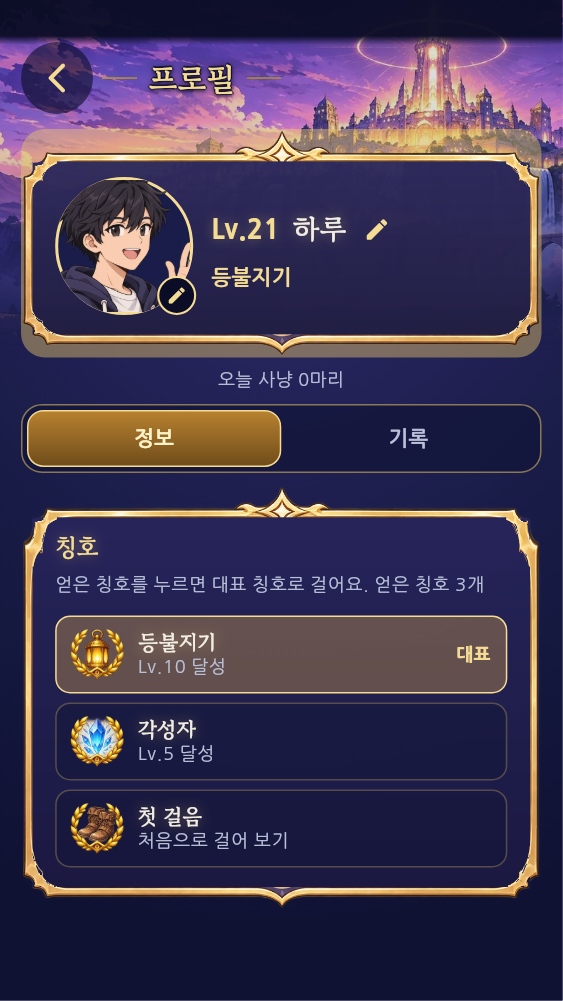 프로필
Lv.21 하루
등불지기
오늘 사냥 0마리
정보
기록
칭호
얻은 칭호를 누르면 대표 칭호로 걸어요. 얻은 칭호 3개
등불지기
대표
Lv.10 달성
각성자
Lv.5 달성
첫 걸음
처음으로 걸어 보기